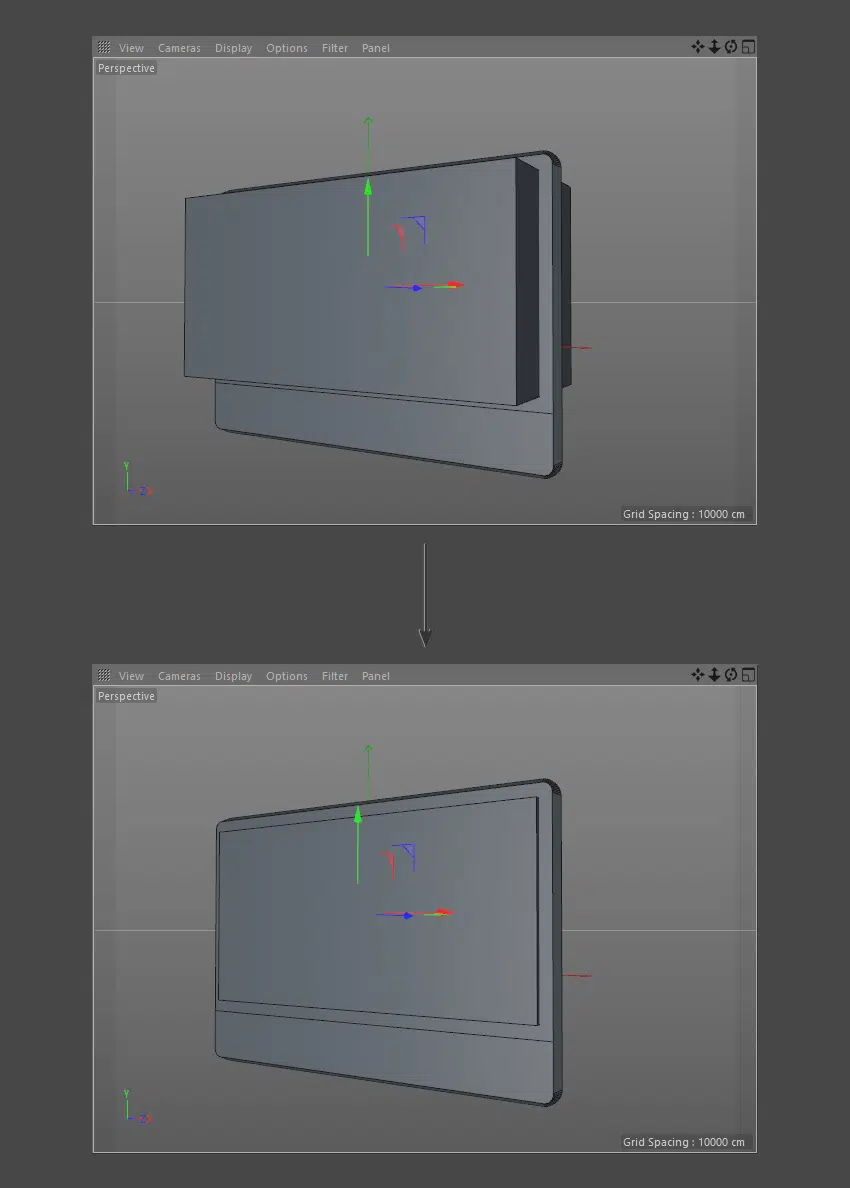 View Cameras Display Options Filter Panel
Perspective
Y
Grid Spacing : 10000 cm
View Cameras Display Options Filter Panel
Perspective
Y
Grid Spacing : 10000 cm